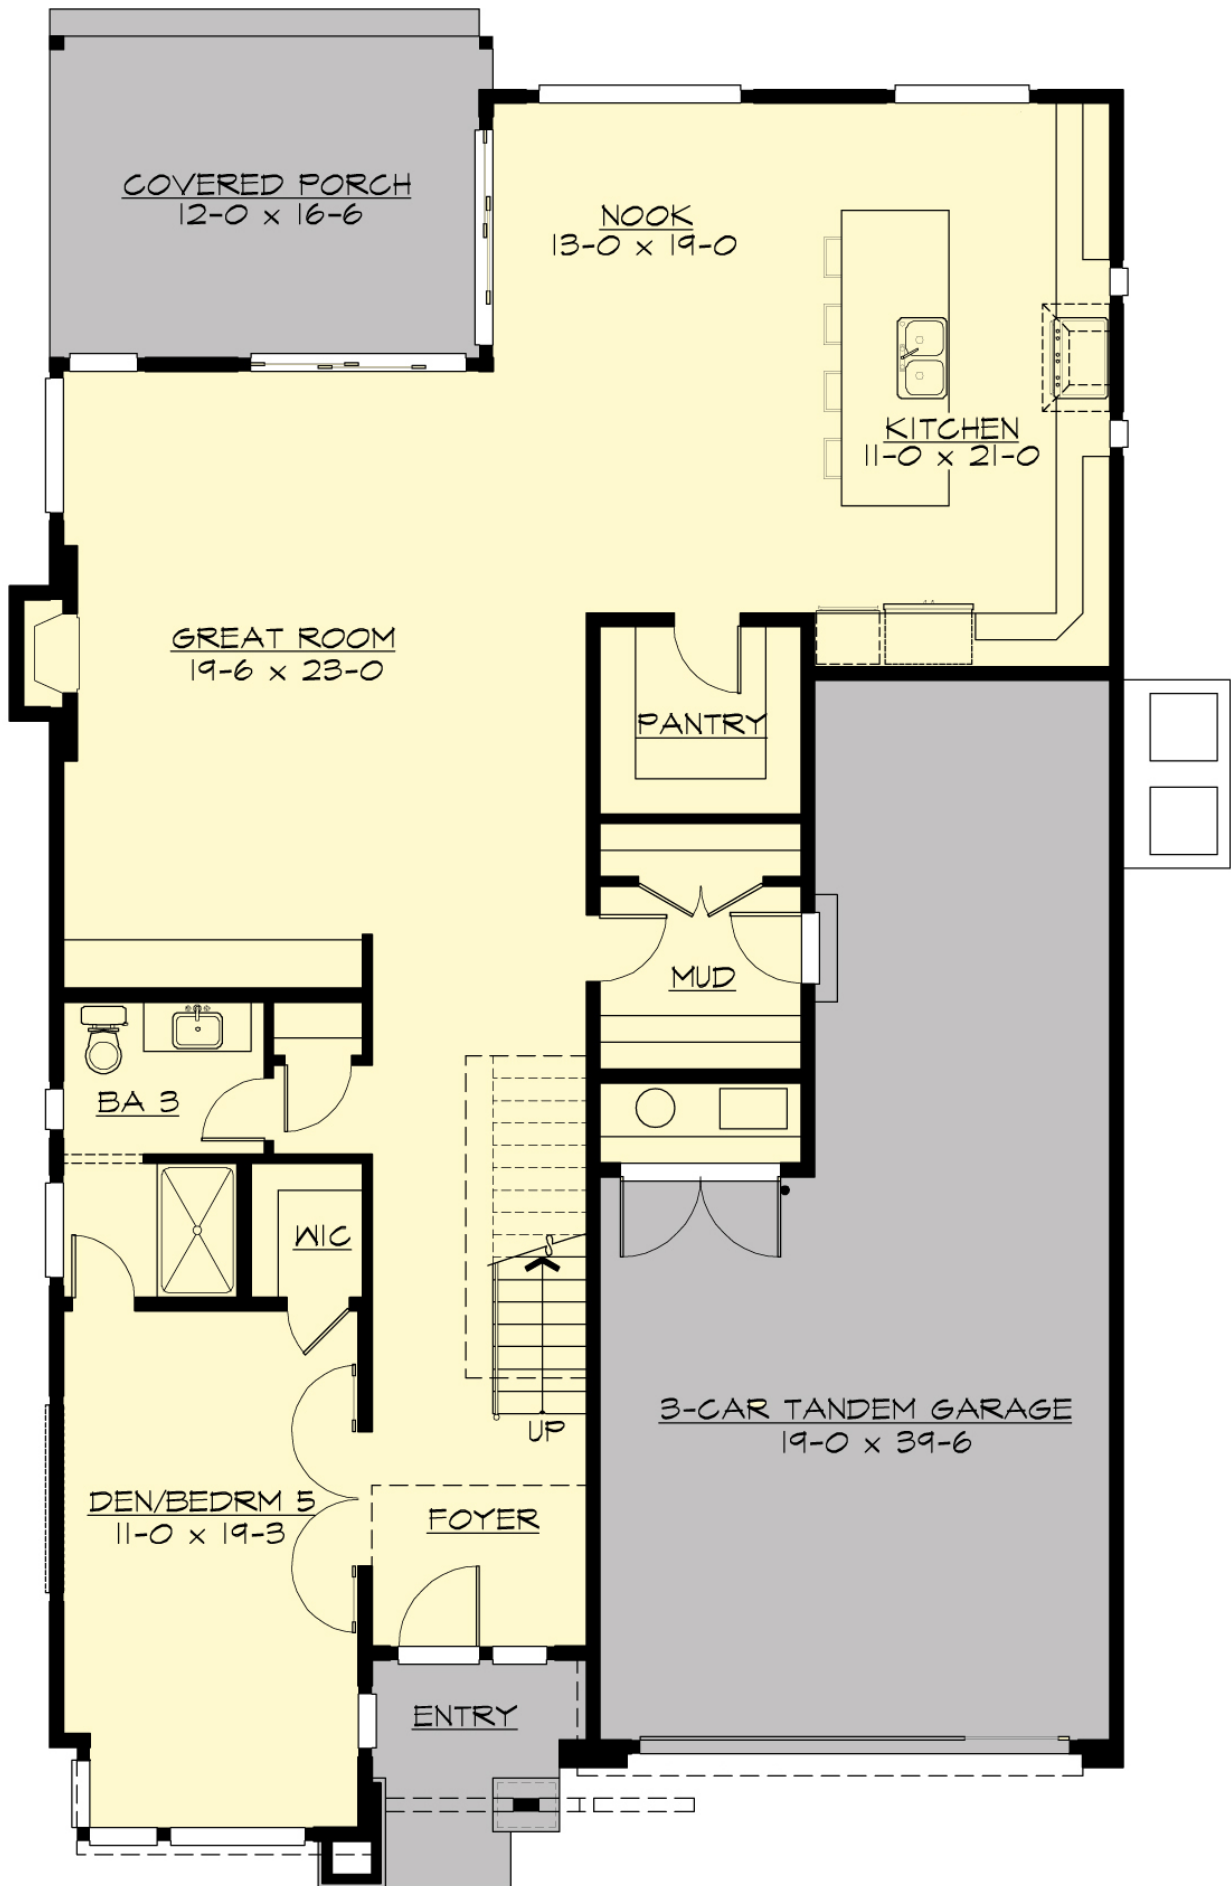 COVERED PORCH
12-0 x 16-6
NOOK
13-0 x 19-0
KITCHEN
11-0 x 21-0
GREAT ROOM
19-6 x 23-0
PANTRY
MUD
BA 3
WIC
UP
3-CAR TANDEM GARAGE
19-0 x 39-6
DEN/BEDRM 5
11-0 x 19-3
FOYER
ENTRY